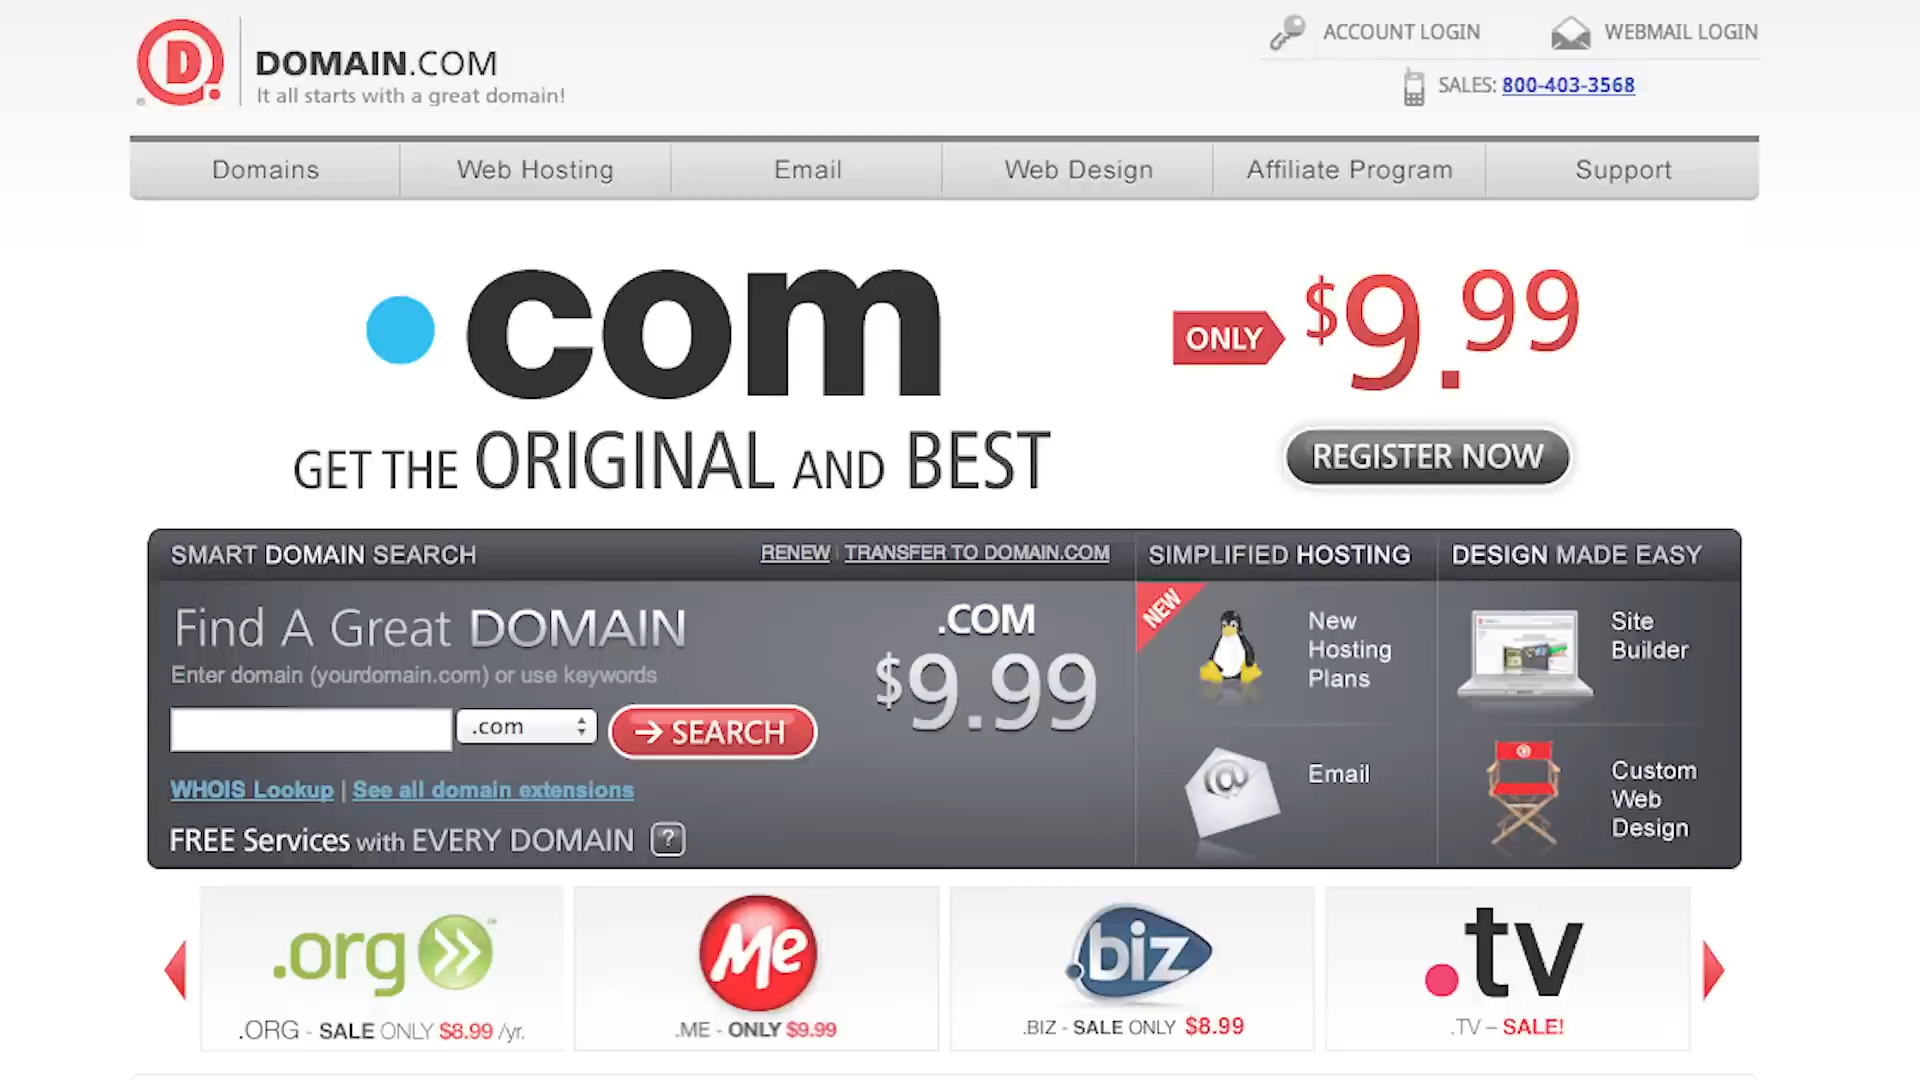 D
DOMAIN.COM
It all starts with a great domain!
ACCOUNT LOGIN
WEBMAIL LOGIN
SALES: 800-403-3568
Domains
Web Hosting
Email
Web Design
Affiliate Program
Support
.com
GET THE ORIGINAL AND BEST
ONLY $9.99
REGISTER NOW
SMART DOMAIN SEARCH
RENEW | TRANSFER TO DOMAIN.COM
Find A Great DOMAIN
Enter domain (yourdomain.com) or use keywords
.com
→ SEARCH
.COM
$9.99
WHOIS Lookup | See all domain extensions
FREE Services with EVERY DOMAIN ?
SIMPLIFIED HOSTING
NEW
New
Hosting
Plans
@
Email
DESIGN MADE EASY
Site
Builder
Custom
Web
Design
.org ™
.ORG - SALE ONLY $8.99 /yr.
Me
.ME - ONLY $9.99
.biz
.BIZ - SALE ONLY $8.99
.tv
.TV – SALE!